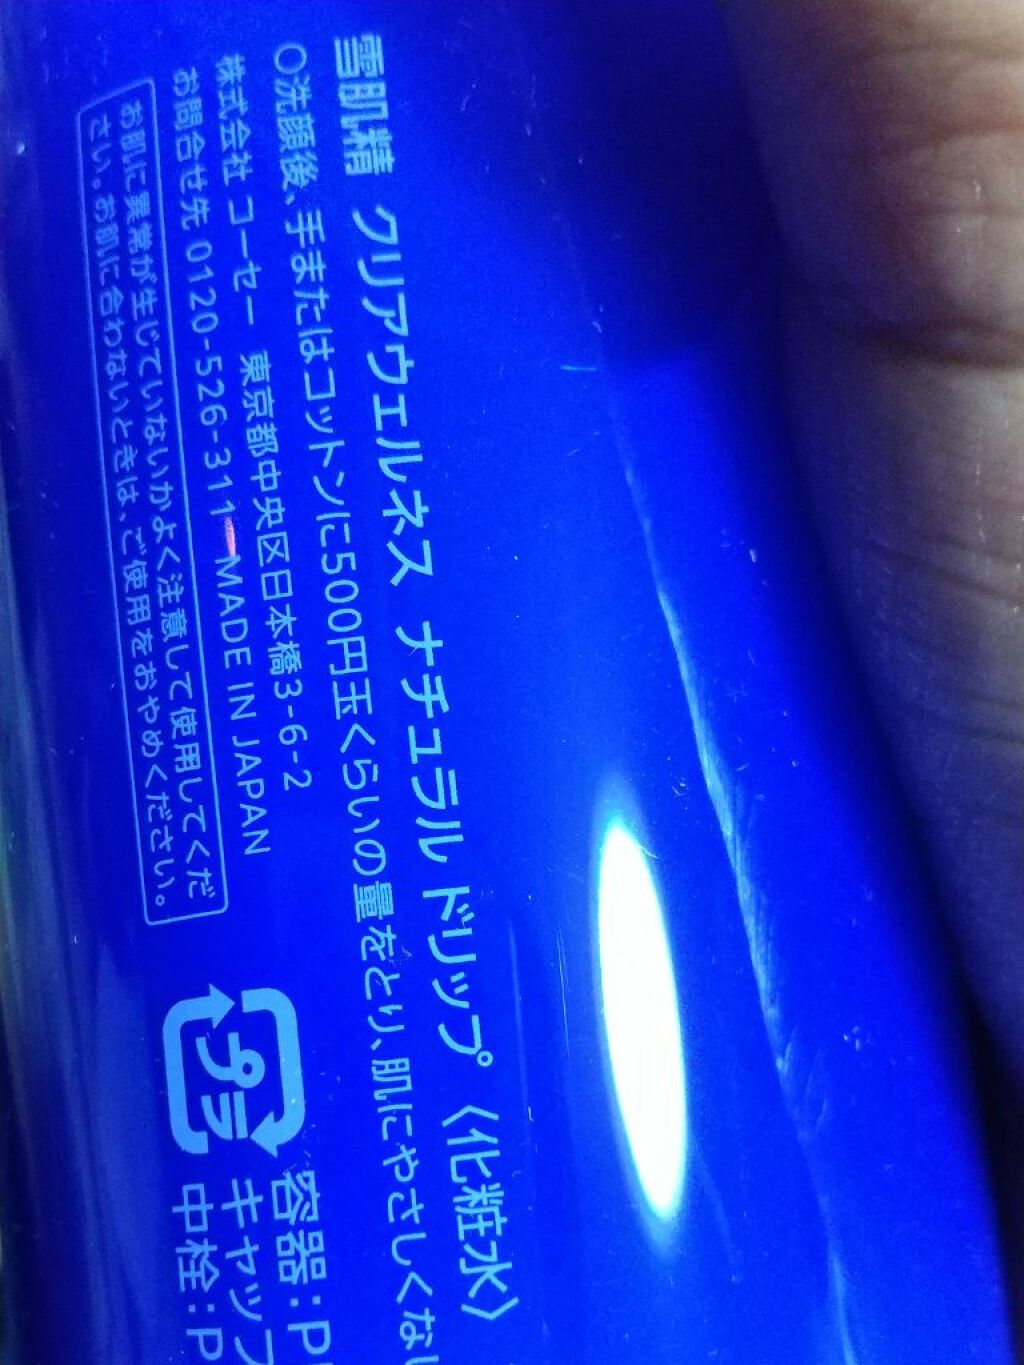 雪肌精 クリアウェルネス ナチュラル ドリップ 〈化粧水〉
○洗顔後、手またはコットンに500円玉くらいの量をとり、肌にやさしくな
株式会社 コーセー 東京都中央区日本橋3-6-2
お問合せ先 0120-526-311 MADE IN JAPAN
お肌に異常が生じていないかよく注意して使用してくだ
さい。お肌に合わないときは、ご使用をおやめください。
プラ
容器:P
キャップ
中栓:P